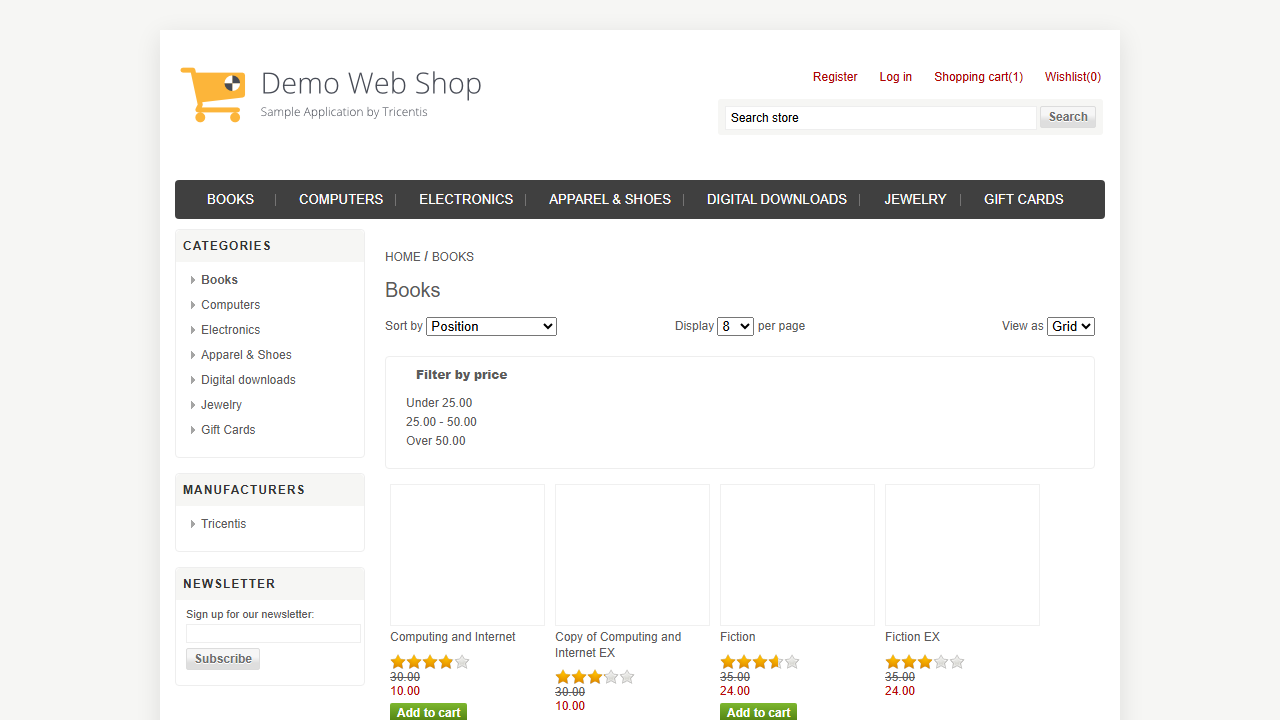 Demo Web Shop
Sample Application by Tricentis
Register Log in Shopping cart(1) Wishlist(0)
Search store Search
BOOKS COMPUTERS ELECTRONICS APPAREL & SHOES DIGITAL DOWNLOADS JEWELRY GIFT CARDS
CATEGORIES
Books
Computers
Electronics
Apparel & Shoes
Digital downloads
Jewelry
Gift Cards
MANUFACTURERS
Tricentis
NEWSLETTER
Sign up for our newsletter:
Subscribe
HOME / BOOKS
Books
Sort by Position Display 8 per page View as Grid
Filter by price
Under 25.00
25.00 - 50.00
Over 50.00
Computing and Internet
30.00
10.00
Add to cart
Copy of Computing and
Internet EX
30.00
10.00
Fiction
35.00
24.00
Add to cart
Fiction EX
35.00
24.00